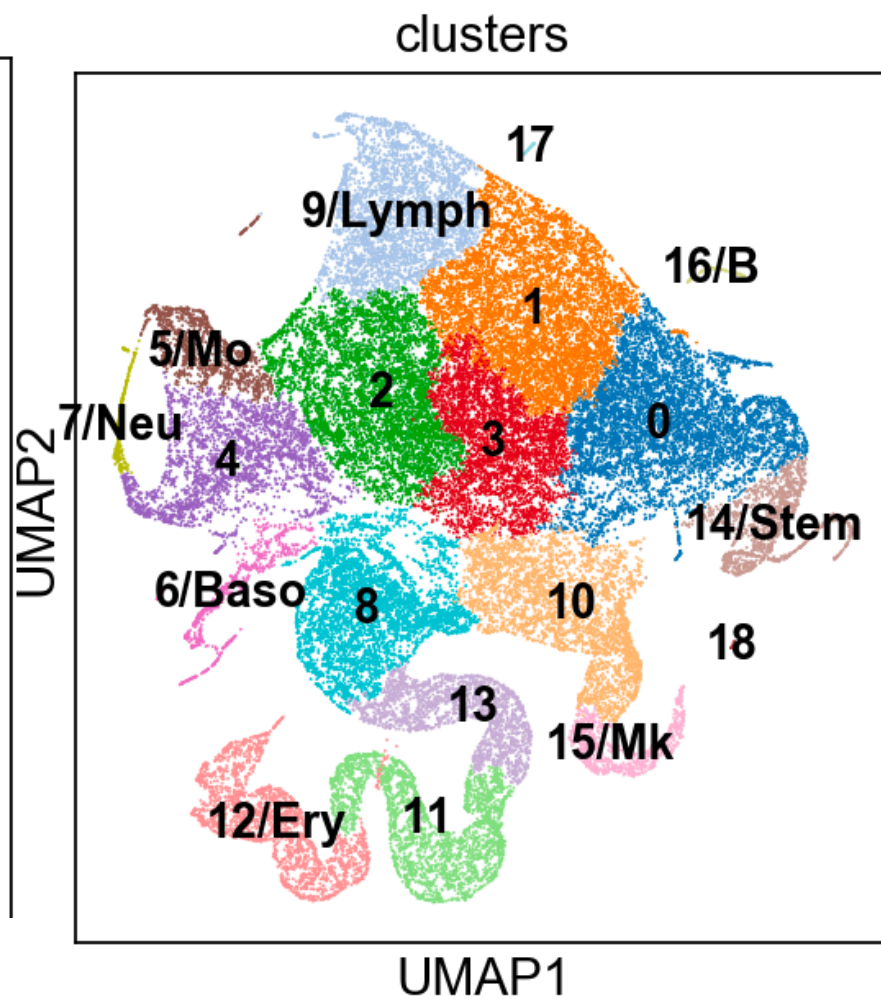 clusters
17
9/Lymph
16/B
1
5/Mo
2
7/Neu
0
3
4
14/Stem
6/Baso
10
8
18
13
15/Mk
12/Ery
11
UMAP2
UMAP1